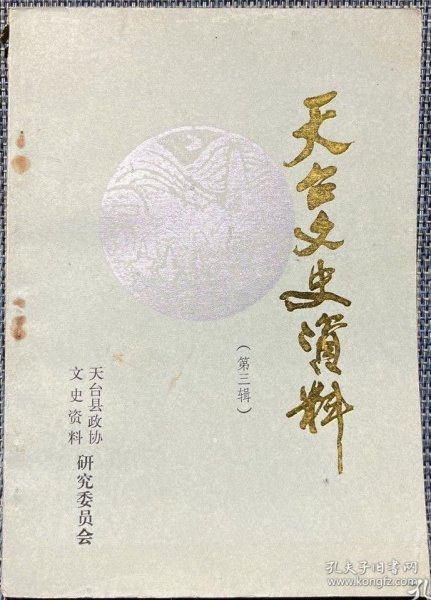 天台文史资料
（第三辑）
天台县政协
文史资料
研究委员会
孔夫子旧书网
www.kongfz.com